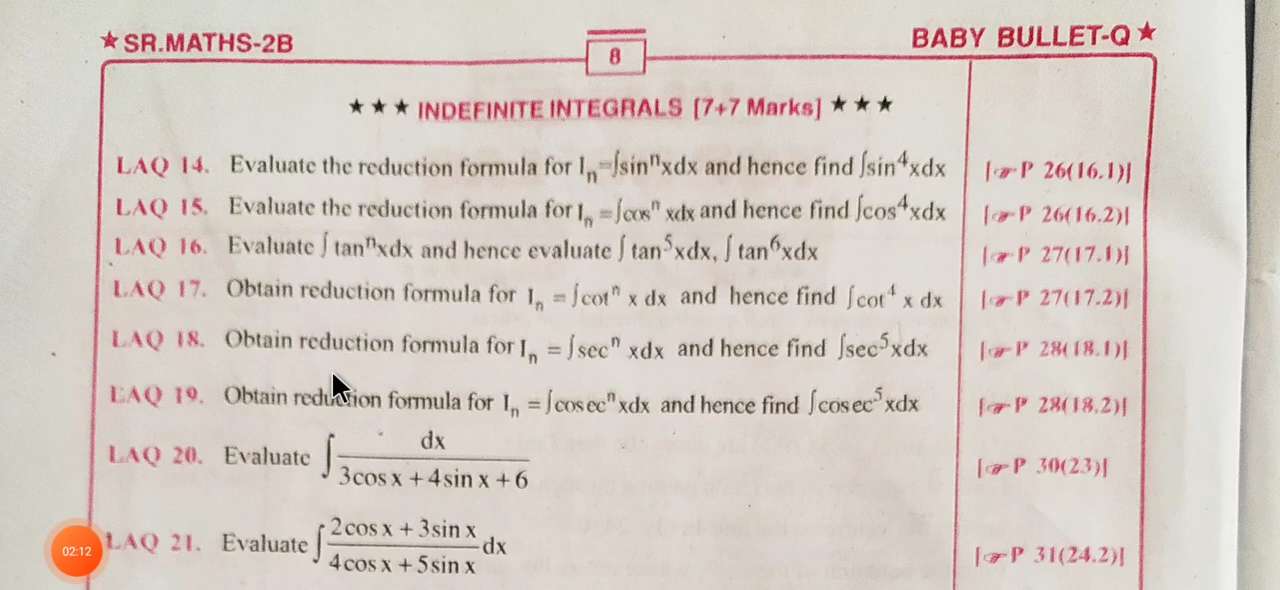 ★ SR.MATHS-2B
8
BABY BULLET-Q ★
★ ★ ★ INDEFINITE INTEGRALS [7+7 Marks] ★ ★ ★
LAQ 14. Evaluate the reduction formula for Iₙ=∫sinⁿxdx and hence find ∫sin⁴xdx [☞P 26(16.1)]
LAQ 15. Evaluate the reduction formula for Iₙ =∫cosⁿ xdx and hence find ∫cos⁴xdx [☞P 26(16.2)]
LAQ 16. Evaluate ∫ tanⁿxdx and hence evaluate ∫ tan⁵xdx, ∫ tan⁶xdx [☞P 27(17.1)]
LAQ 17. Obtain reduction formula for Iₙ =∫cotⁿ x dx and hence find ∫cot⁴ x dx [☞P 27(17.2)]
LAQ 18. Obtain reduction formula for Iₙ =∫secⁿ xdx and hence find ∫sec⁵xdx [☞P 28(18.1)]
LAQ 19. Obtain reduction formula for Iₙ =∫cosecⁿxdx and hence find ∫cosec⁵xdx [☞P 28(18.2)]
LAQ 20. Evaluate ∫ dx / (3cos x + 4sin x + 6) [☞P 30(23)]
LAQ 21. Evaluate ∫ (2cos x + 3sin x) / (4cos x + 5sin x) dx [☞P 31(24.2)]
02:12